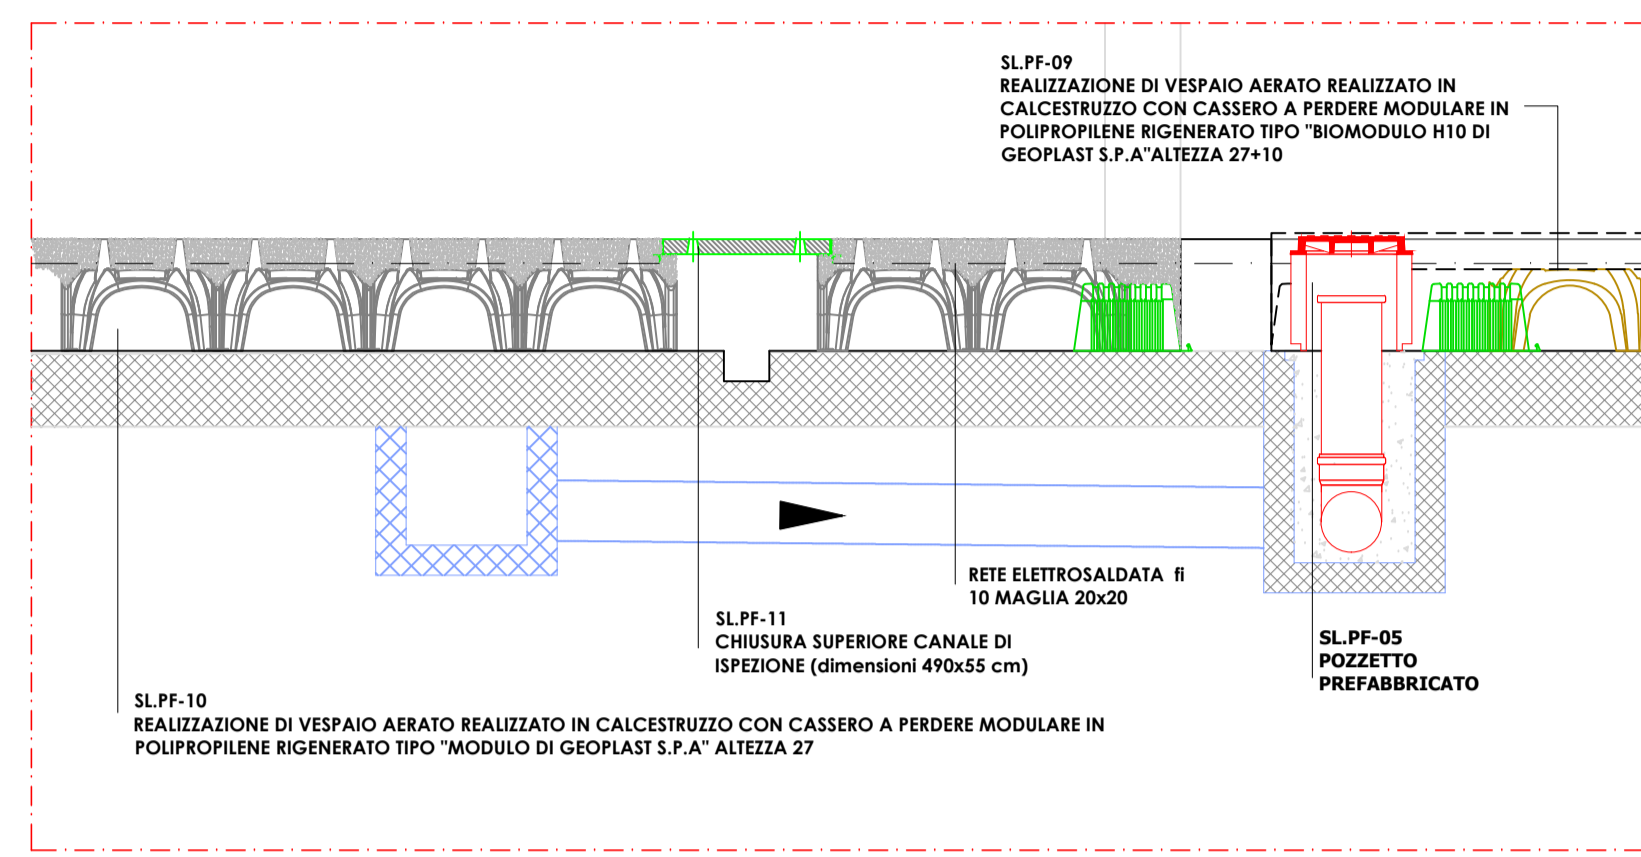 SL.PF-09
REALIZZAZIONE DI VESPAIO AERATO REALIZZATO IN
CALCESTRUZZO CON CASSERO A PERDERE MODULARE IN
POLIPROPILENE RIGENERATO TIPO "BIOMODULO H10 DI
GEOPLAST S.P.A"ALTEZZA 27+10
RETE ELETTROSALDATA fi
10 MAGLIA 20x20
SL.PF-11
CHIUSURA SUPERIORE CANALE DI
ISPEZIONE (dimensioni 490x55 cm)
SL.PF-05
POZZETTO
PREFABBRICATO
SL.PF-10
REALIZZAZIONE DI VESPAIO AERATO REALIZZATO IN CALCESTRUZZO CON CASSERO A PERDERE MODULARE IN
POLIPROPILENE RIGENERATO TIPO "MODULO DI GEOPLAST S.P.A" ALTEZZA 27